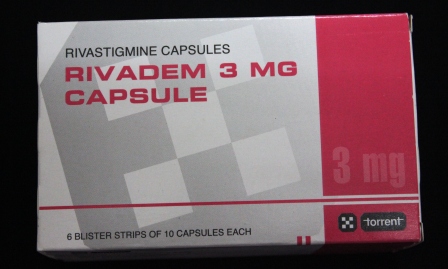 RIVASTIGMINE CAPSULES
RIVADEM 3 MG
CAPSULE
3 mg
6 BLISTER STRIPS OF 10 CAPSULES EACH
torrent